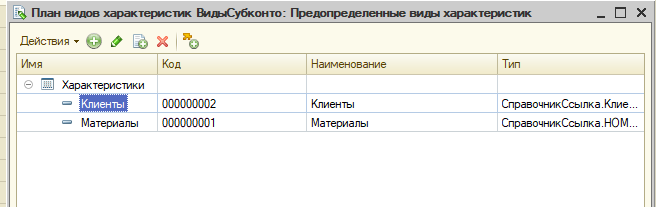 План видов характеристик ВидыСубконто: Предопределенные виды характеристик
Действия
Имя Код Наименование Тип
Характеристики
Клиенты 000000002 Клиенты СправочникСсылка.Клие...
Материалы 000000001 Материалы СправочникСсылка.НОМ...